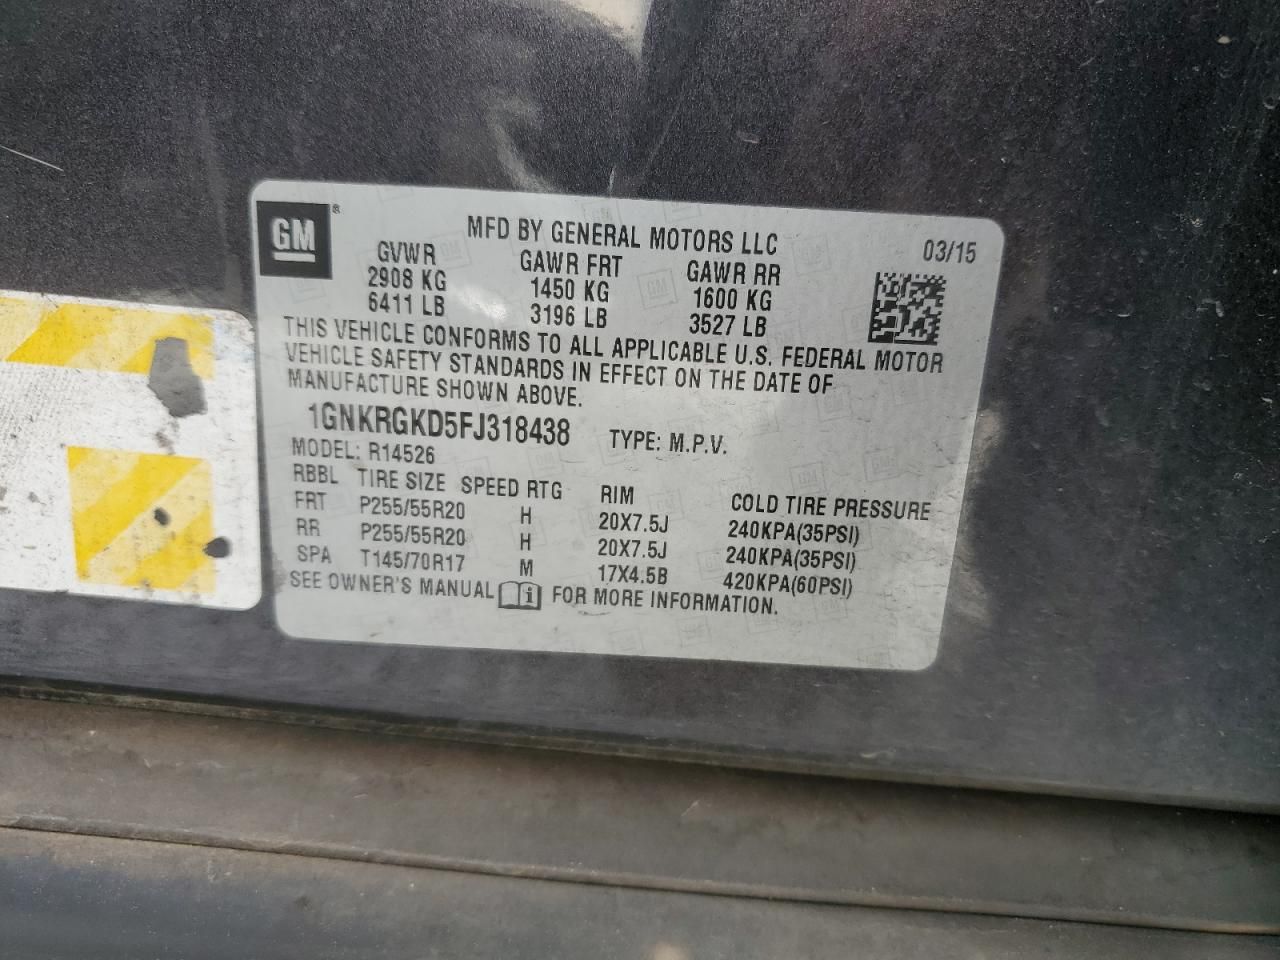 GM®
MFD BY GENERAL MOTORS LLC
03/15
GVWR GAWR FRT GAWR RR
2908 KG 1450 KG 1600 KG
6411 LB 3196 LB 3527 LB
THIS VEHICLE CONFORMS TO ALL APPLICABLE U.S. FEDERAL MOTOR
VEHICLE SAFETY STANDARDS IN EFFECT ON THE DATE OF
MANUFACTURE SHOWN ABOVE.
1GNKRGKD5FJ318438 TYPE: M.P.V.
MODEL: R14526
RBBL TIRE SIZE SPEED RTG RIM COLD TIRE PRESSURE
FRT P255/55R20 H 20X7.5J 240KPA(35PSI)
RR P255/55R20 H 20X7.5J 240KPA(35PSI)
SPA T145/70R17 M 17X4.5B 420KPA(60PSI)
SEE OWNER'S MANUAL i FOR MORE INFORMATION.